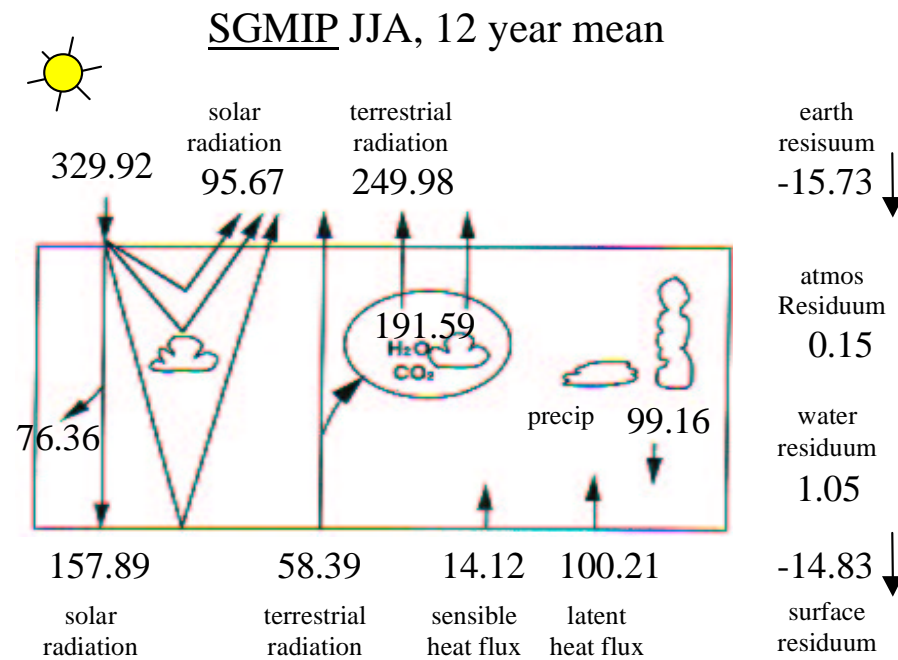 SGMIP JJA, 12 year mean
solar
radiation
terrestrial
radiation
earth
resisuum
329.92
95.67
249.98
-15.73
atmos
Residuum
0.15
191.59
H₂O
CO₂
precip
99.16
76.36
water
residuum
1.05
157.89
58.39
14.12
100.21
-14.83
solar
radiation
terrestrial
radiation
sensible
heat flux
latent
heat flux
surface
residuum